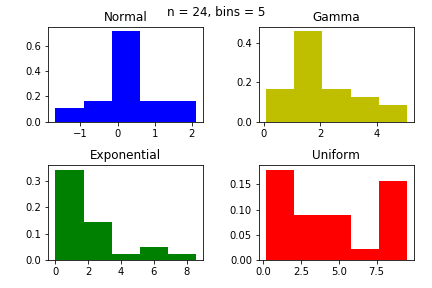 n = 24, bins = 5
Normal
0.6
0.4
0.2
0.0
−1 0 1 2
Gamma
0.4
0.2
0.0
0 2 4
Exponential
0.3
0.2
0.1
0.0
0 2 4 6 8
Uniform
0.15
0.10
0.05
0.00
0.0 2.5 5.0 7.5